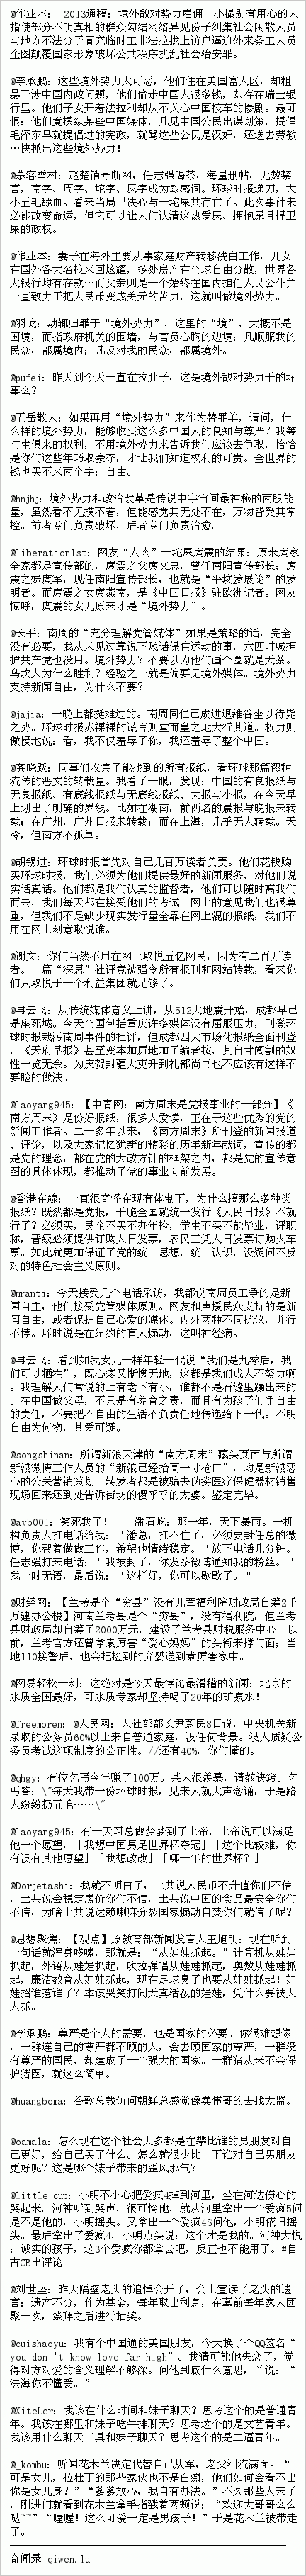 @作业本： 2013通稿：境外敌对势力雇佣一小撮别有用心的人
指使部分不明真相的群众勾结网络异见份子纠集社会闲散人员
与地方不法分子冒充临时工非法拉拢上访户逼迫外来务工人员
企图颠覆国家形象破坏公共秩序扰乱社会治安罪。
@李承鹏：这些境外势力太可恶，他们住在美国富人区，却粗
暴干涉中国内政问题，他们偷走中国人很多钱，却存在瑞士银
行里。他们子女开着法拉利却从不关心中国校车的惨剧。最可
恨：他们竟操纵某些中国媒体，凡见中国公民出谋划策，提倡
毛泽东早就提倡过的宪政，就骂这些公民是汉奸，还送去劳教
…快抓出这些境外势力！
@慕容雪村：赵楚销号断网，任志强喝茶，海量删帖，无数禁
言，南字、周字、坨字、屎字成为敏感词。环球时报递刀，大
小五毛舔血。看来当局已决心与一坨屎共存亡了。此次事件未
必能改变命运，但它可以让人们认清这热爱屎、拥抱屎且捍卫
屎的政权。
@作业本：妻子在海外主要从事家庭财产转移洗白工作，儿女
在国外各大名校来回炫耀，多处房产在全球自由分散，世界各
大银行均有存款…而父亲则是一个始终在国内担任人民公仆并
一直致力于把人民币变成美元的苦力，这就叫做境外势力。
@羽戈：动辄归罪于“境外势力”，这里的“境”，大概不是
国境，而指政府机关的围墙，与官员心胸的边境：凡顺服我的
民众，都属境内；凡反对我的民众，都属境外。
@pufei：昨天到今天一直在拉肚子，这是境外敌对势力干的坏
事么？
@五岳散人：如果再用“境外势力”来作为替罪羊，请问，什
么样的境外势力，能够收买这么多中国人的良知与尊严？我等
与生俱来的权利，不用境外势力来告诉我们应该去争取，恰恰
是你们这些年巧取豪夺，才让我们知道权利的可贵。全世界的
钱也买不来两个字：自由。
@hnjhj：境外势力和政治改革是传说中宇宙间最神秘的两股能
量，虽然看不见摸不着，但能感觉其无处不在，万物皆受其掌
控。前者专门负责破坏，后者专门负责治愈。
@liberation1st：网友“人肉”一坨屎庹震的结果：原来庹家
全家都是宣传部的，庹震之父庹文忠，曾任南阳宣传部长；庹
震之妹庹军，现任南阳宣传部长，也就是“平坟发展论”的发
明者。而庹震之女庹燕南，是《中国日报》驻欧洲记者。网友
惊呼，庹震的女儿原来才是“境外势力”。
@长平：南周的“充分理解党管媒体”如果是策略的话，完全
没有必要，我从未见过靠说下贱话保住运动的事，六四时喊拥
护共产党也没用。境外势力？不要以为他们画个圈就是天条。
乌坎人为什么胜利？经验之一就是偏要见境外媒体。境外势力
支持新闻自由，为什么不要？
@jajia：一晚上都挺难过的。南周同仁已成进退维谷坐以待毙
之势。环球时报赤裸裸的谎言则堂而皇之地大行其道。权力则
傲慢地说：看，我不仅羞辱了你，我还羞辱了整个中国。
@龚晓跃：同事们收集了能找到的所有报纸，看环球那篇谬种
流传的恶文的转载量。我看了一眼，发现：中国的有良报纸与
无良报纸、有底线报纸与无底线报纸、大报与小报，在今天早
上划出了明确的界线。比如在湖南，前两名的晨报与晚报未转
载；在广州，广州日报未转载；而在上海，几乎无人转载。天
冷，但南方不孤单。
@胡锡进：环球时报首先对自己几百万读者负责。他们花钱购
买环球时报，我们必须为他们提供最好的新闻服务，对他们说
实话真话。他们都是我们认真的监督者，他们可以随时离我们
而去，我们每天都在接受他们的考试。网上的意见我们也很尊
重，但我们不是缺少现实发行量全靠在网上混的报纸，我们不
用在网上刻意取悦谁。
@谢文：你们当然不用在网上取悦五亿网民，因为有二百万读
者。一篇“深思”社评竟被强令所有报刊和网站转载，看来你
们只取悦于一个利益集团就足够了。
@冉云飞：从传统媒体意义上讲，从512大地震开始，成都早已
是座死城。今天全国包括重庆许多媒体没有屈服压力，刊登环
球时报栽污南周事件的社评，但成都四大市场化报纸全面刊登
，《天府早报》甚至变本加厉地加了编者按，其自甘阉割的奴
性一览无余。为庆贺封疆大吏升到礼部尚书也不应该有这样不
要脸的做法。
@laoyang945：【中青网：南方周末是党报事业的一部分】《
南方周末》是份好报纸，很多人爱读，正在于这些优秀的党的
新闻工作者。二十多年以来，《南方周末》所刊登的新闻报道
、评论，以及大家记忆犹新的精彩的历年新年献词，宣传的都
是党的理念，都在党的大政方针的框架之内，都是党的宣传意
图的具体体现，都推动了党的事业向前发展。
@香港在線：一直很奇怪在现有体制下，为什么搞那么多种类
报纸？既然都是党报，干脆全国就统一发行《人民日报》不就
行了？必须买，民企不买不办年检，学生不买不能毕业，评职
称，晋级必须提供订购人日发票，农民工凭人日发票订购火车
票。如此就更加保证了党的统一思想，统一认识，没疑问不反
对的特色社会主义原则。
@mranti：今天接受几个电话采访，我都说南周员工争的是新
闻自主，他们接受党管媒体原则。网友和声援民众支持的是新
闻自由，或者保护自己心爱的媒体。内外两种不同抗议，并行
不悖。环时说是在纽约的盲人煽动，这叫神经病。
@冉云飞：看到如我女儿一样年轻一代说“我们是九零后，我
们可以牺牲”，既心疼又惭愧无地，这都是我们成人不努力啊
。我理解人们常说的上有老下有小，谁都不是石缝里蹦出来的
。在中国做父母，不只是有养育之责，而且有为孩子们争自由
的责任，不要把不自由的生活不负责任地传递给下一代。不明
自由为何物，其爱可疑。
@songshinan：所谓新浪天津的“南方周末”藏头页面与所谓
新浪微博工作人员的“新浪已经抬高一寸枪口”，均是新浪恶
心的公关营销策划。转发者都是被骗去伪劣医疗保健器材销售
现场回来还到处告诉街坊的傻乎乎的大婆。鉴定完毕。
@avb001：笑死我了！——潘石屹：那一年，天下暴雨。一机
构负责人打电话给我："潘总，扛不住了，必须要封任总的微
博，你帮着做做工作，希望他情绪稳定。"放下电话几分钟。
任志强打来电话："我被封了，你发条微博通知我的粉丝。"
我一时无语，最后说："这样好，你可以歇歇了。"
@财经网：【兰考是个“穷县”没有儿童福利院财政局自筹2千
万建办公楼】河南兰考县是个“穷县”，没有福利院，但兰考
县财政局却自筹了2000万元，建设了兰考县财税服务中心。以
前，兰考官方还曾拿袁厉害“爱心妈妈”的头衔来撑门面；当
地110接警后，也会把捡到的弃婴送到袁厉害家中。
@网易轻松一刻：这绝对是今天最悖论最滑稽的新闻：北京的
水质全国最好，可水质专家却坚持喝了20年的矿泉水！
@freemoren：@人民网：人社部部长尹蔚民8日说，中央机关新
录取的公务员60%以上来自普通家庭，没任何背景。没人质疑公
务员考试这项制度的公正性。//还有40%，你们懂的。
@qhgy：有位乞丐今年赚了100万。某人很羡慕，请教诀窍。乞
丐答：\"每天我带一份环球时报，见来人就大声念诵，于是路
人纷纷扔五毛……\"
@laoyang945：有一天习总做梦梦到了上帝，上帝说可以满足
他一个愿望，「我想中国男足世界杯夺冠」「这个比较难，你
有没有其他愿望」「我想政改」「哪一年的世界杯？」
@Dorjetashi：我就不明白了，土共说人民币不升值你们不信
，土共说会稳定房价你们不信，土共说中国的食品最安全你们
不信，为啥土共说达赖喇嘛分裂国家煽动自焚你们就信了呢？
@思想聚焦：【观点】原教育部新闻发言人王旭明：现在听到
一句话就浑身哆嗦，那就是：“从娃娃抓起。”计算机从娃娃
抓起，外语从娃娃抓起，吹拉弹唱从娃娃抓起，奥数从娃娃抓
起，廉洁教育从娃娃抓起，现在足球臭了也要从娃娃抓起！娃
娃招谁惹谁了？本该哭笑打闹天真活泼的娃娃，凭什么要被大
人抓。
@李承鹏：尊严是个人的需要，也是国家的必要。你很难想像
，一群连自己的尊严都不顾的人，会去顾国家的尊严，一群没
有尊严的国民，却建成了一个强大的国家。一群猪从来不会保
护猪圈，就这么简单。
@huangboma：谷歌总裁访问朝鲜总感觉像卖伟哥的去找太监。
@oamala：怎么现在这个社会大多都是在攀比谁的男朋友对自
己更好，给自己买了什么。怎么就很少比一下谁对自己男朋友
更好呢？这是哪个婊子带来的歪风邪气？
@little_cup：小明不小心把爱疯4掉到河里，坐在河边伤心的
哭起来。河神听到哭声，很可怜他，就从河里拿出一个爱疯5问
是不是他的，小明摇头。又拿出一个爱疯4S问他，小明依旧摇
头。最后拿出了爱疯4，小明点头说：这个才是我的。河神大悦
：诚实的孩子，这3个爱疯你都拿去吧，反正也不能用了。#自
古CB出评论
@刘世坚：昨天隔壁老头的追悼会开了，会上宣读了老头的遗
言：遗产不分，作为基金，每年取出利息，在墓前每年家人团
聚一次，祭拜之后进行抽奖。
@cuishaoyu：我有个中国通的美国朋友，今天换了个QQ签名“
you don't know love far high”。我猜可能他失恋了，觉
得对方对爱的含义理解不够深。问他到底什么意思，丫说：“
法海你不懂爱。”
@XiteLer：我该在什么时间和妹子聊天？思考这个的是普通青
年。我该在哪里和妹子吃牛排聊天？思考这个的是文艺青年。
我该用什么聊天工具和妹子聊天？思考这个的是二逼青年。
@_kombu：听闻花木兰决定代替自己从军，老父泪流满面。“
可是女儿，拉壮丁的那些家伙也不是白痴，他们如何会看不出
你是女儿身？”“爹爹放心，我自有办法。”不久那些人来了
，刚进门就看到花木兰拿手指戳着两颊说：“欢迎大哥哥么么
哒~~”“喔喔！这么可爱一定是男孩子！”于是花木兰被带走
了。
奇闻录 qiwen.lu